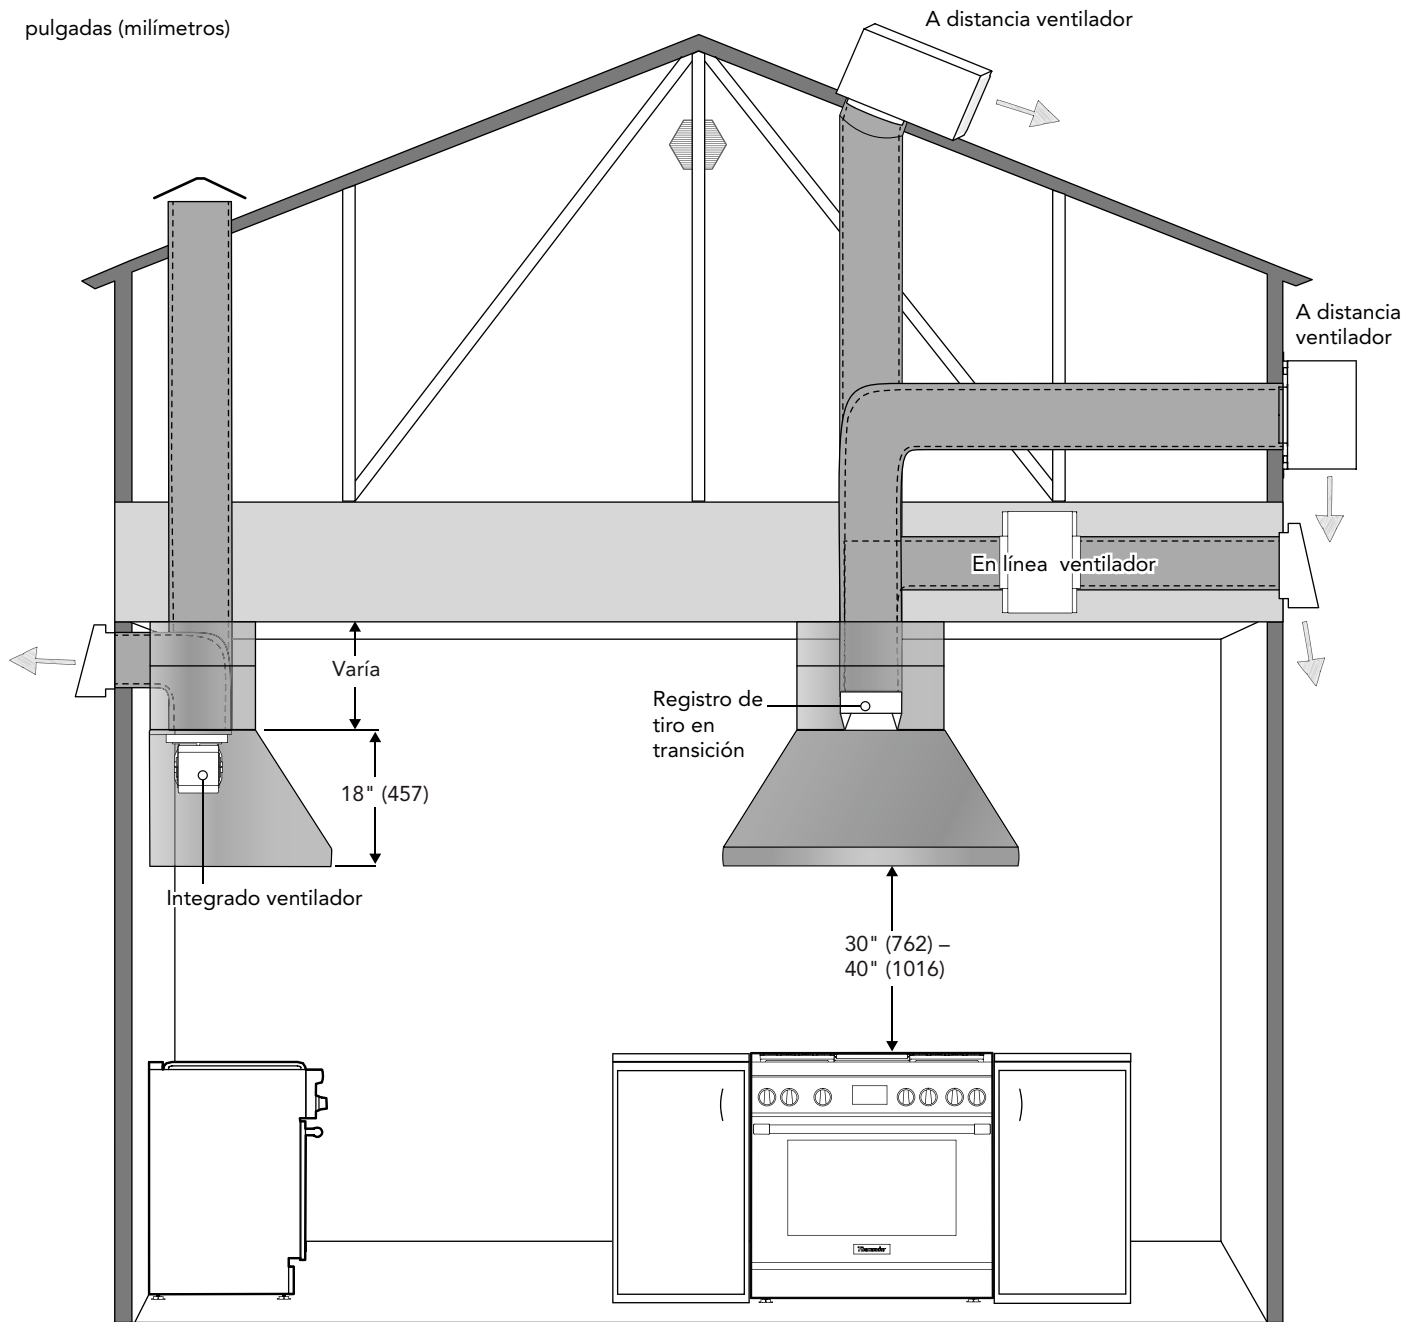 pulgadas (milímetros)
A distancia ventilador
A distancia
ventilador
En línea ventilador
Varía
Registro de
tiro en
transición
18" (457)
Integrado ventilador
30" (762) –
40" (1016)
Thermador